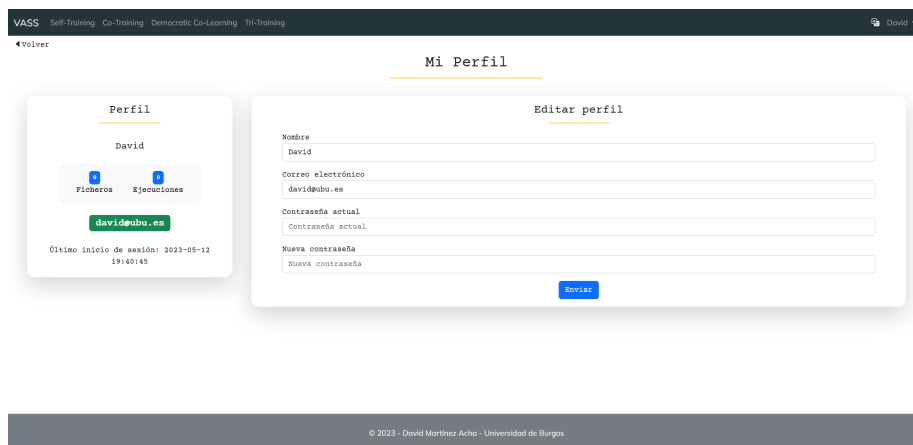 VASS Self-Training Co-Training Democratic Co-Learning Tri-Training David
Volver
Mi Perfil
Perfil
David
0 0
Ficheros Ejecuciones
david@ubu.es
Último inicio de sesión: 2023-05-12
19:40:45
Editar perfil
Nombre
David
Correo electrónico
david@ubu.es
Contraseña actual
Contraseña actual
Nueva contraseña
Nueva contraseña
Enviar
© 2023 - David Martínez Acha - Universidad de Burgos